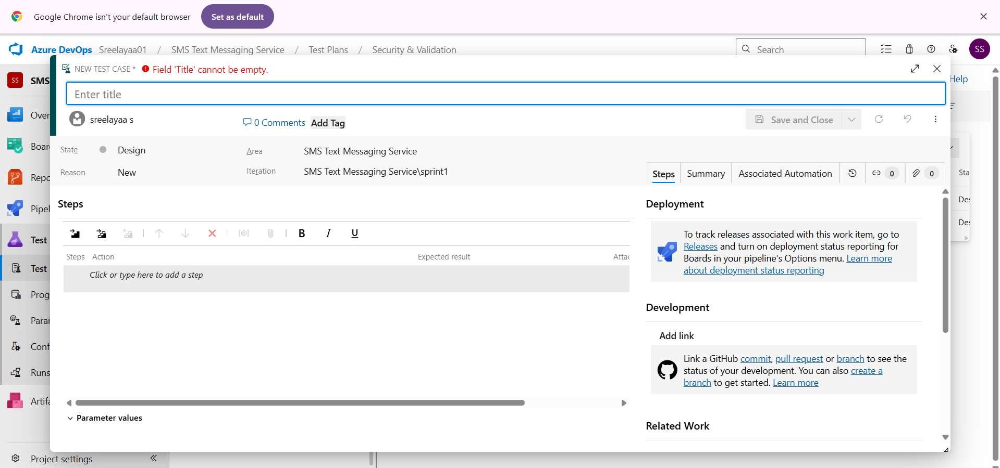 Google Chrome isn't your default browser
Set as default
Azure DevOps Sreelayaa01 / SMS Text Messaging Service / Test Plans / Security & Validation
Search
SS
SS
SMS
NEW TEST CASE *
Field 'Title' cannot be empty.
Help
Enter title
sreelayaa s
0 Comments
Add Tag
Save and Close
State
Design
Area
SMS Text Messaging Service
Reason
New
Iteration
SMS Text Messaging Service\sprint1
Steps
Summary
Associated Automation
0
0
Over
Boar
Repo
Pipel
Test
Test
Prog
Parar
Conf
Runs
Artifa
Project settings
Steps
B I U
Steps
Action
Expected result
Attac
Click or type here to add a step
Parameter values
Deployment
To track releases associated with this work item, go to
Releases and turn on deployment status reporting for
Boards in your pipeline's Options menu. Learn more
about deployment status reporting
Development
Add link
Link a GitHub commit, pull request or branch to see the
status of your development. You can also create a
branch to get started. Learn more
Related Work
Sta
Des
Des